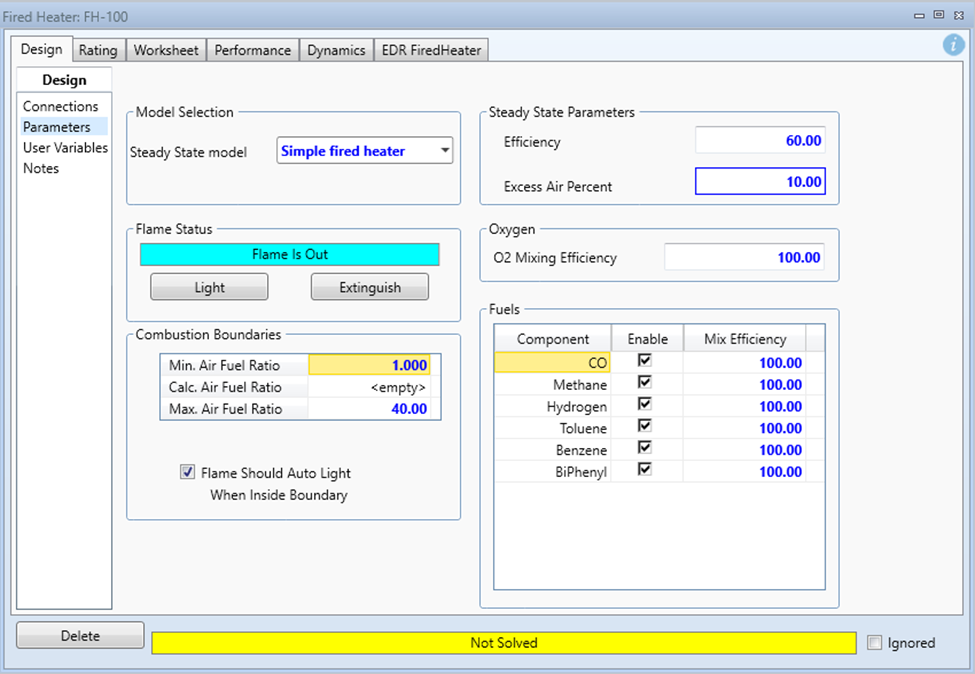 Fired Heater: FH-100
Design Rating Worksheet Performance Dynamics EDR FiredHeater
i
Design
Connections
Parameters
User Variables
Notes
Model Selection
Steady State model Simple fired heater
Steady State Parameters
Efficiency 60.00
Excess Air Percent 10.00
Flame Status
Flame Is Out
Light Extinguish
Oxygen
O2 Mixing Efficiency 100.00
Combustion Boundaries
Min. Air Fuel Ratio 1.000
Calc. Air Fuel Ratio <empty>
Max. Air Fuel Ratio 40.00
Flame Should Auto Light
When Inside Boundary
Fuels
Component Enable Mix Efficiency
CO 100.00
Methane 100.00
Hydrogen 100.00
Toluene 100.00
Benzene 100.00
BiPhenyl 100.00
Delete Not Solved Ignored